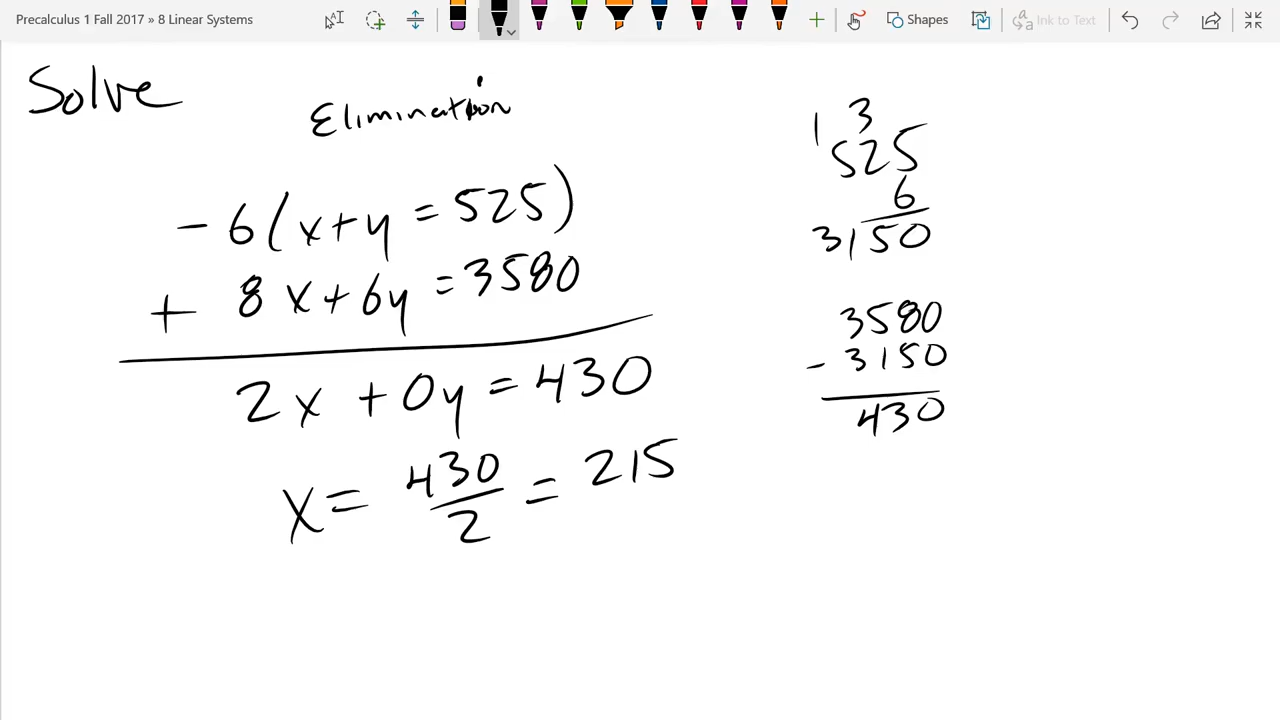 Precalculus 1 Fall 2017 » 8 Linear Systems
Shapes
Ink to Text
Solve
Elimination
-6(x+y=525)
+ 8x+6y=3580
2x+0y=430
x=430/2=215
1 3
525
6
3150
3580
-3150
430